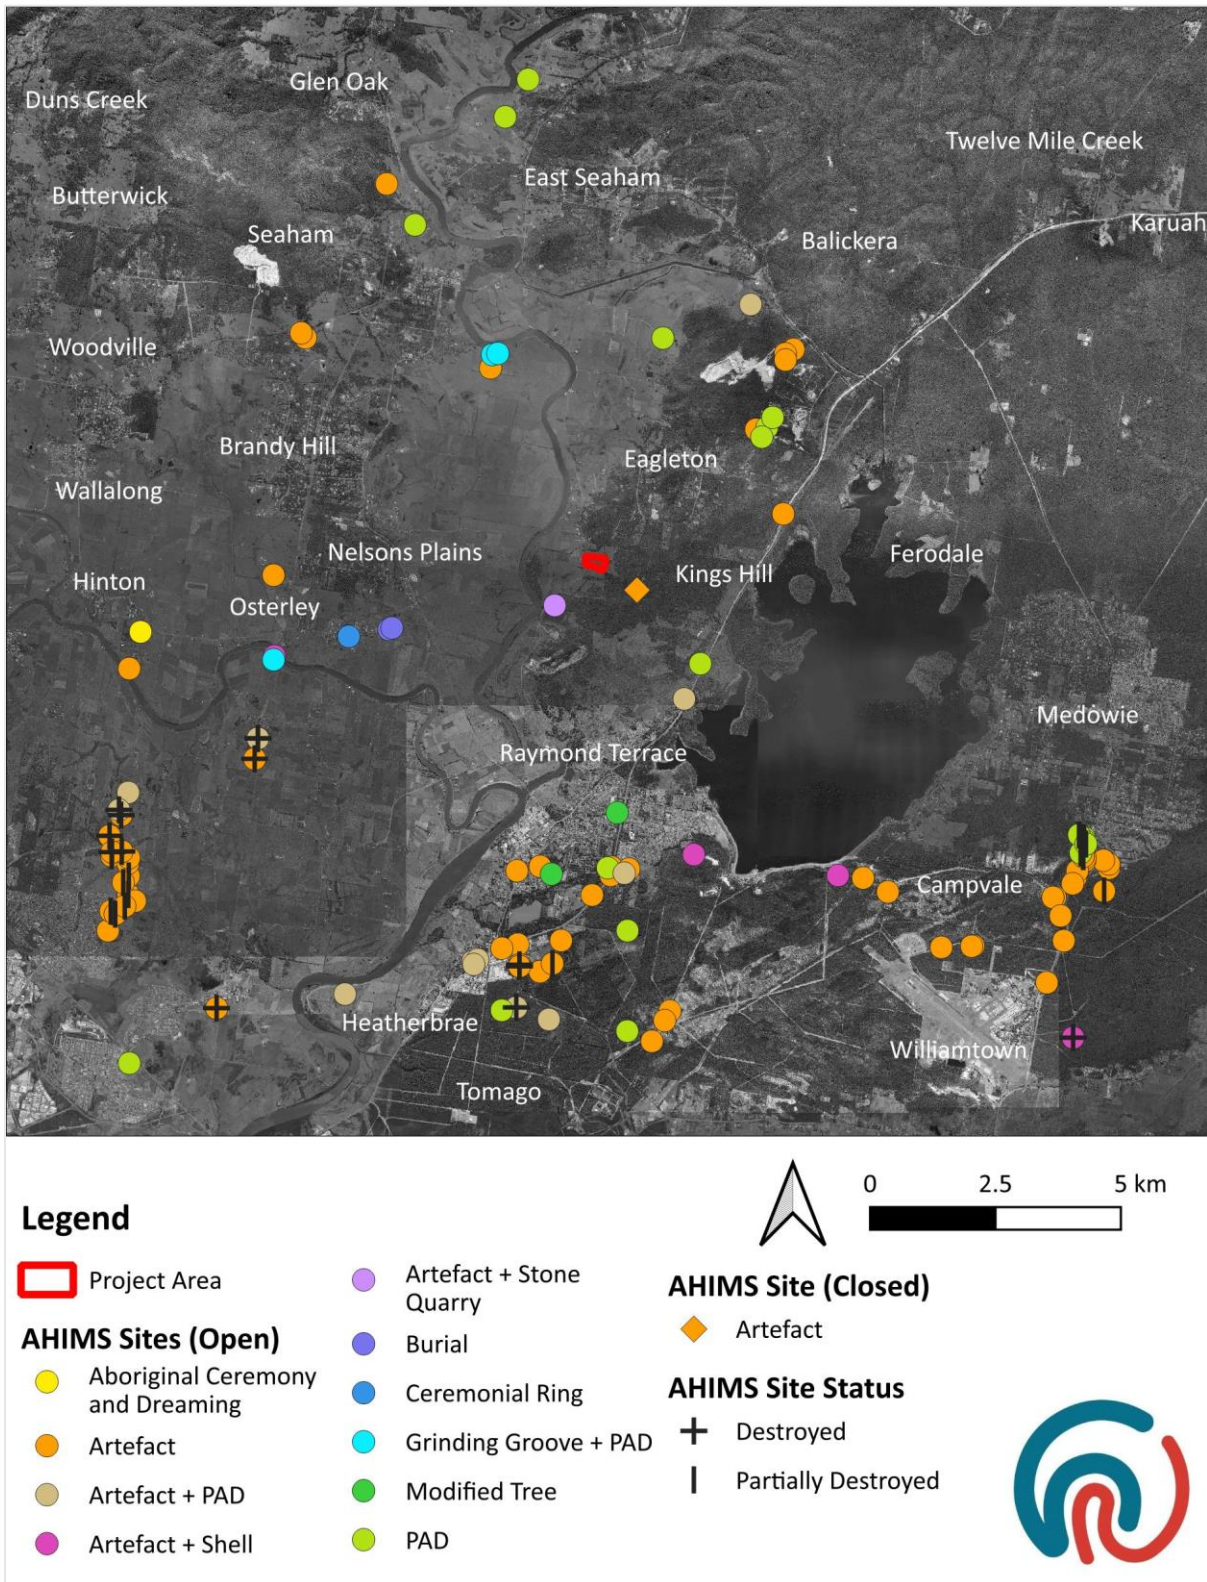 Glen Oak
Duns Creek
Twelve Mile Creek
East Seaham
Butterwick
Karuah
Seaham
Balickera
Woodville
Brandy Hill
Eagleton
Wallalong
Nelsons Plains
Ferodale
Hinton
Kings Hill
Osterley
Medowie
Raymond Terrace
Campvale
Heatherbrae
Williamtown
Tomago
0 2.5 5 km
Legend
Project Area
AHIMS Sites (Open)
Aboriginal Ceremony
and Dreaming
Artefact
Artefact + PAD
Artefact + Shell
Artefact + Stone
Quarry
Burial
Ceremonial Ring
Grinding Groove + PAD
Modified Tree
PAD
AHIMS Site (Closed)
Artefact
AHIMS Site Status
Destroyed
Partially Destroyed